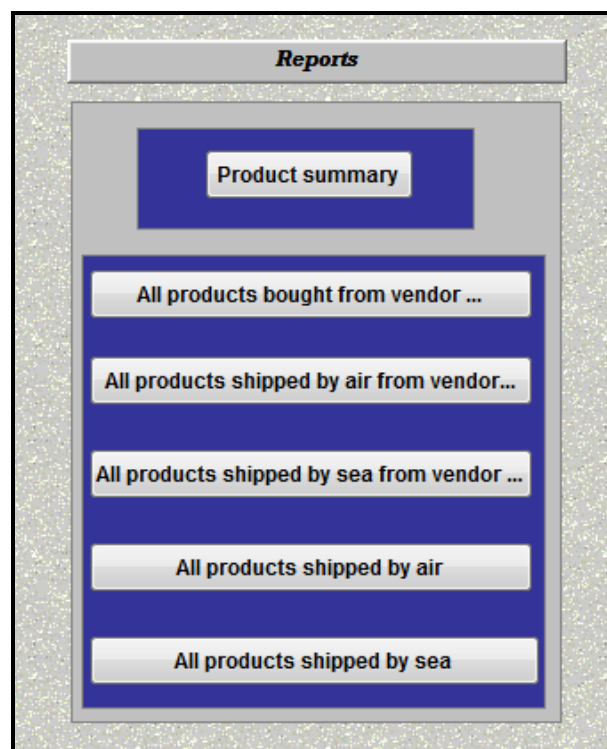 Reports
Product summary
All products bought from vendor ...
All products shipped by air from vendor...
All products shipped by sea from vendor ...
All products shipped by air
All products shipped by sea